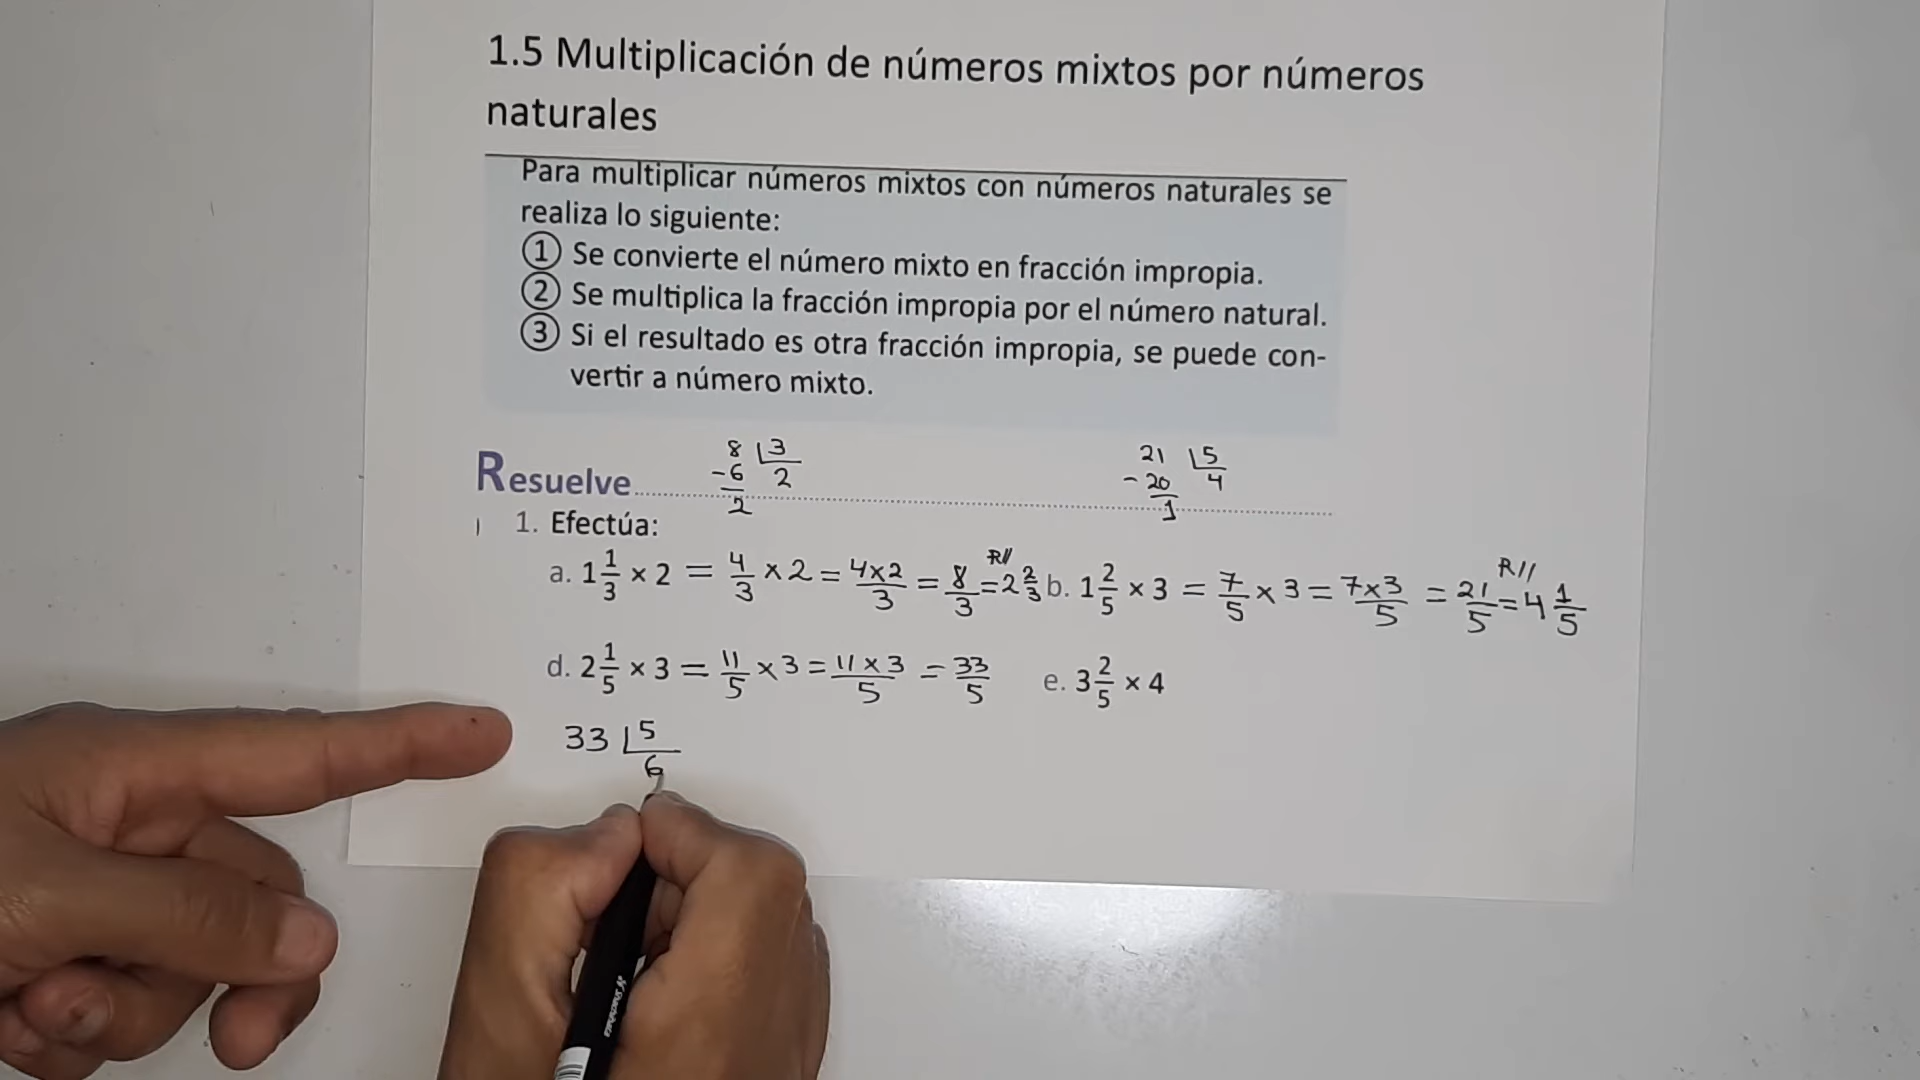 1.5 Multiplicación de números mixtos por números
naturales
Para multiplicar números mixtos con números naturales se
realiza lo siguiente:
① Se convierte el número mixto en fracción impropia.
② Se multiplica la fracción impropia por el número natural.
③ Si el resultado es otra fracción impropia, se puede con-
vertir a número mixto.
8 | 3
-6 2
2
21 | 5
- 20 4
1
Resuelve
1. Efectúa:
a. 1 1/3 × 2 = 4/3 × 2 = 4×2/3 = 8/3 = 2 2/3 R//
b. 1 2/5 × 3 = 7/5 × 3 = 7×3/5 = 21/5 = 4 1/5 R//
d. 2 1/5 × 3 = 11/5 × 3 = 11×3/5 = 33/5
e. 3 2/5 × 4
33 | 5
6